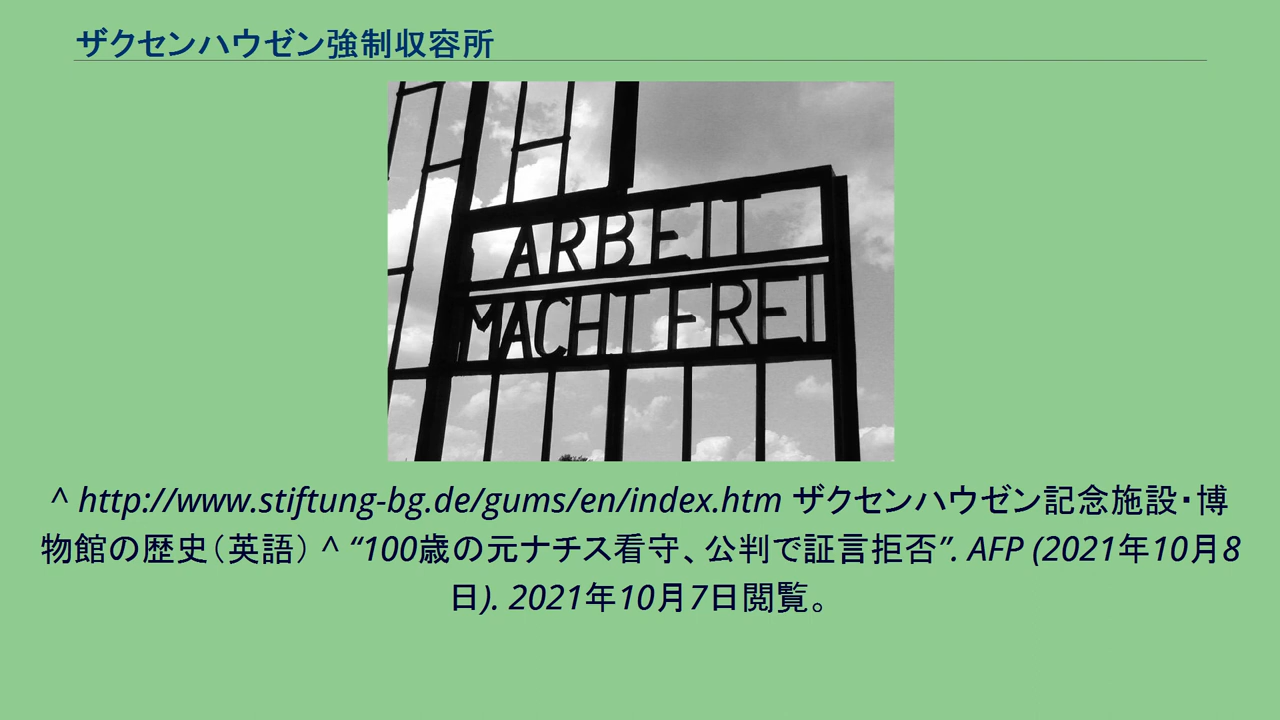 ザクセンハウゼン強制収容所
ARBEIT
MACHT FREI
^ http://www.stiftung-bg.de/gums/en/index.htm ザクセンハウゼン記念施設・博
物館の歴史（英語） ^ “100歳の元ナチス看守、公判で証言拒否”. AFP (2021年10月8
日). 2021年10月7日閲覧。